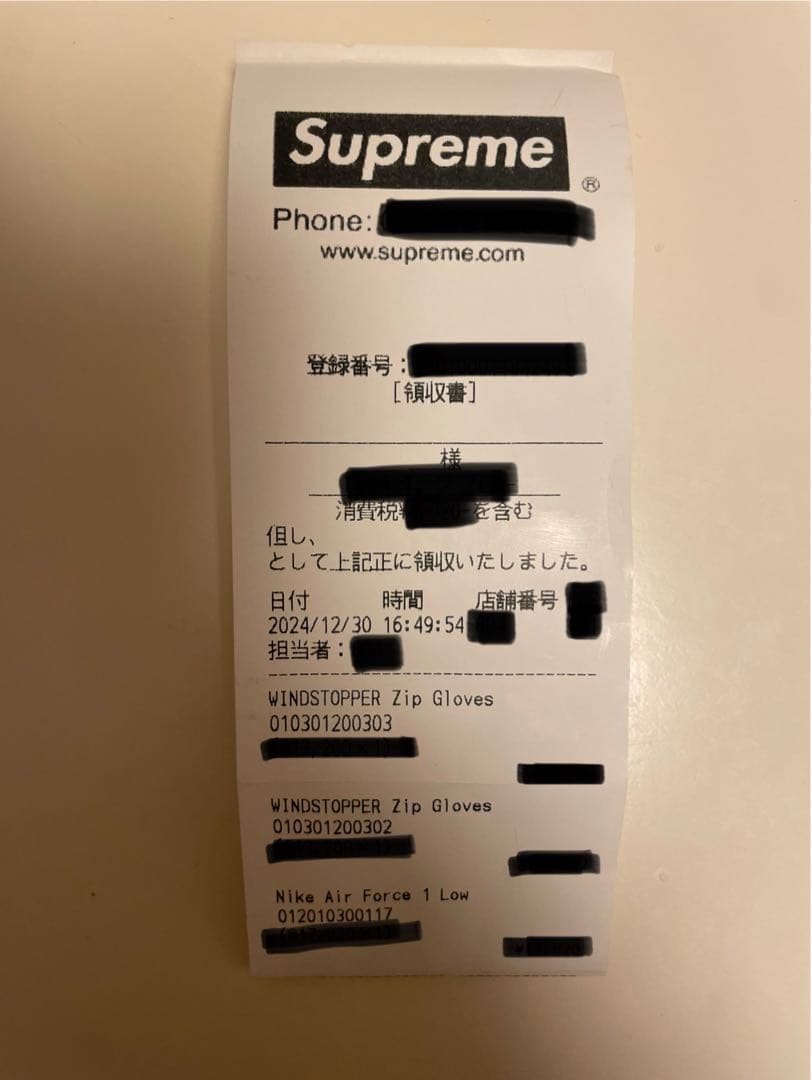 Supreme
®
Phone:
www.supreme.com
登録番号：
[領収書]
様
消費税
を含む
但し、
として上記正に領収いたしました。
日付 時間 店舗番号
2024/12/30 16:49:54
担当者：
WINDSTOPPER Zip Gloves
010301200303
WINDSTOPPER Zip Gloves
010301200302
Nike Air Force 1 Low
012010300117